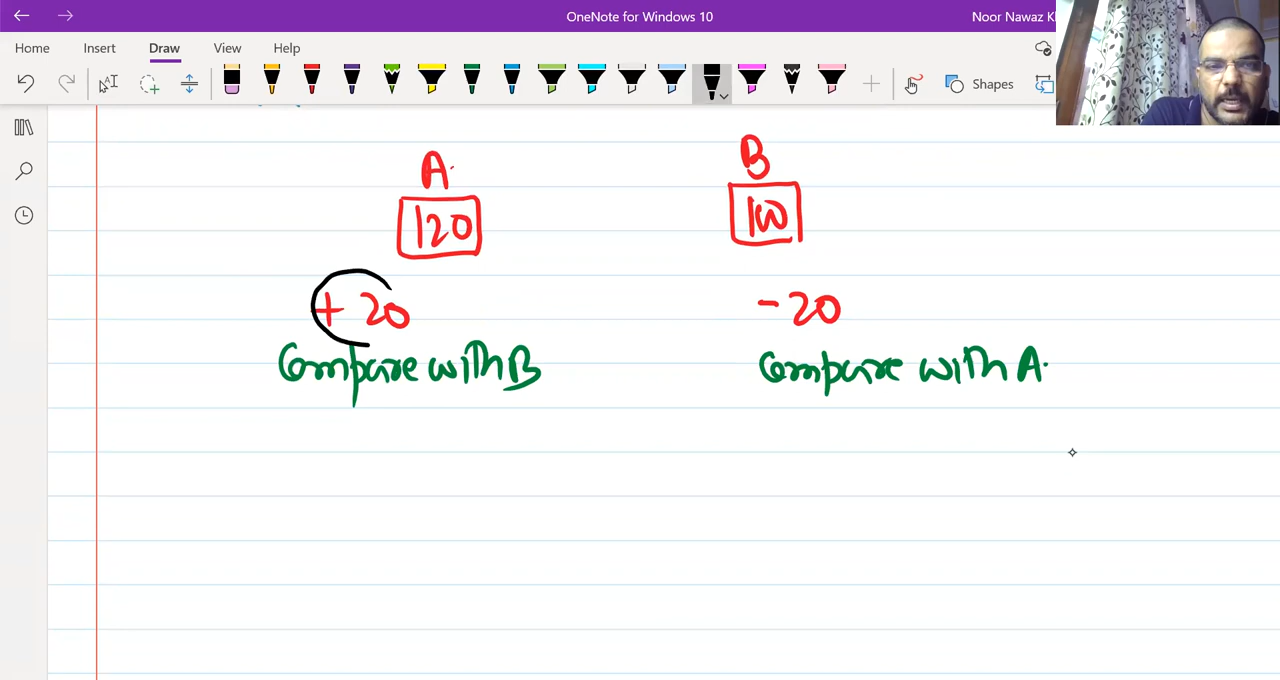 OneNote for Windows 10
Noor Nawaz
Home Insert Draw View Help
Shapes
A. B
120 100
+ 20 - 20
Compare with B Compare with A.